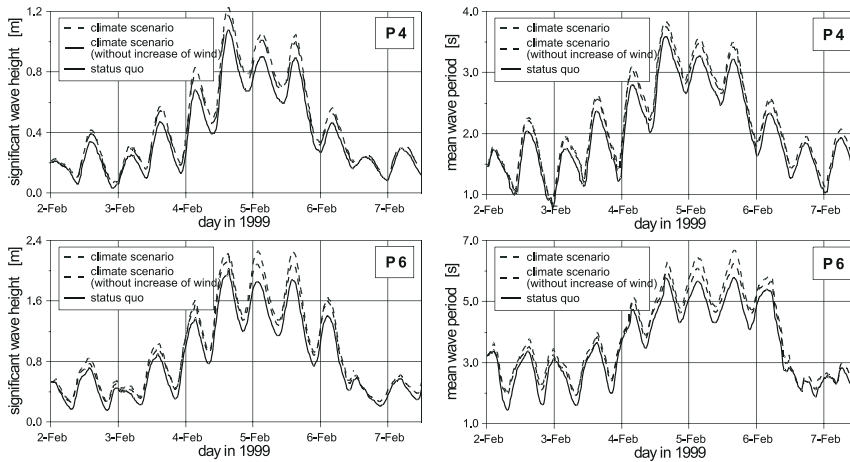 significant wave height [m]
1.2
0.8
0.4
0.0
climate scenario
climate scenario
(without increase of wind)
status quo
P 4
2-Feb 3-Feb 4-Feb 5-Feb 6-Feb 7-Feb
day in 1999
mean wave period [s]
4.0
3.0
2.0
1.0
climate scenario
climate scenario
(without increase of wind)
status quo
P 4
2-Feb 3-Feb 4-Feb 5-Feb 6-Feb 7-Feb
day in 1999
significant wave height [m]
2.4
1.6
0.8
0.0
climate scenario
climate scenario
(without increase of wind)
status quo
P 6
2-Feb 3-Feb 4-Feb 5-Feb 6-Feb 7-Feb
day in 1999
mean wave period [s]
7.0
5.0
3.0
1.0
climate scenario
climate scenario
(without increase of wind)
status quo
P 6
2-Feb 3-Feb 4-Feb 5-Feb 6-Feb 7-Feb
day in 1999